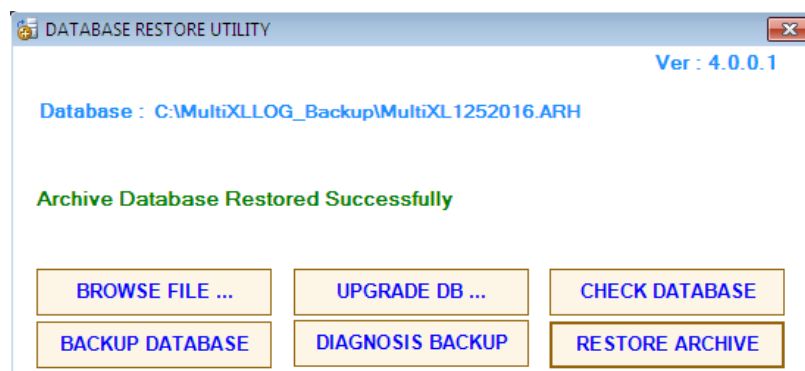 DATABASE RESTORE UTILITY
Ver : 4.0.0.1
Database : C:\MultiXLLOG_Backup\MultiXL1252016.ARH
Archive Database Restored Successfully
BROWSE FILE ... UPGRADE DB ... CHECK DATABASE
BACKUP DATABASE DIAGNOSIS BACKUP RESTORE ARCHIVE